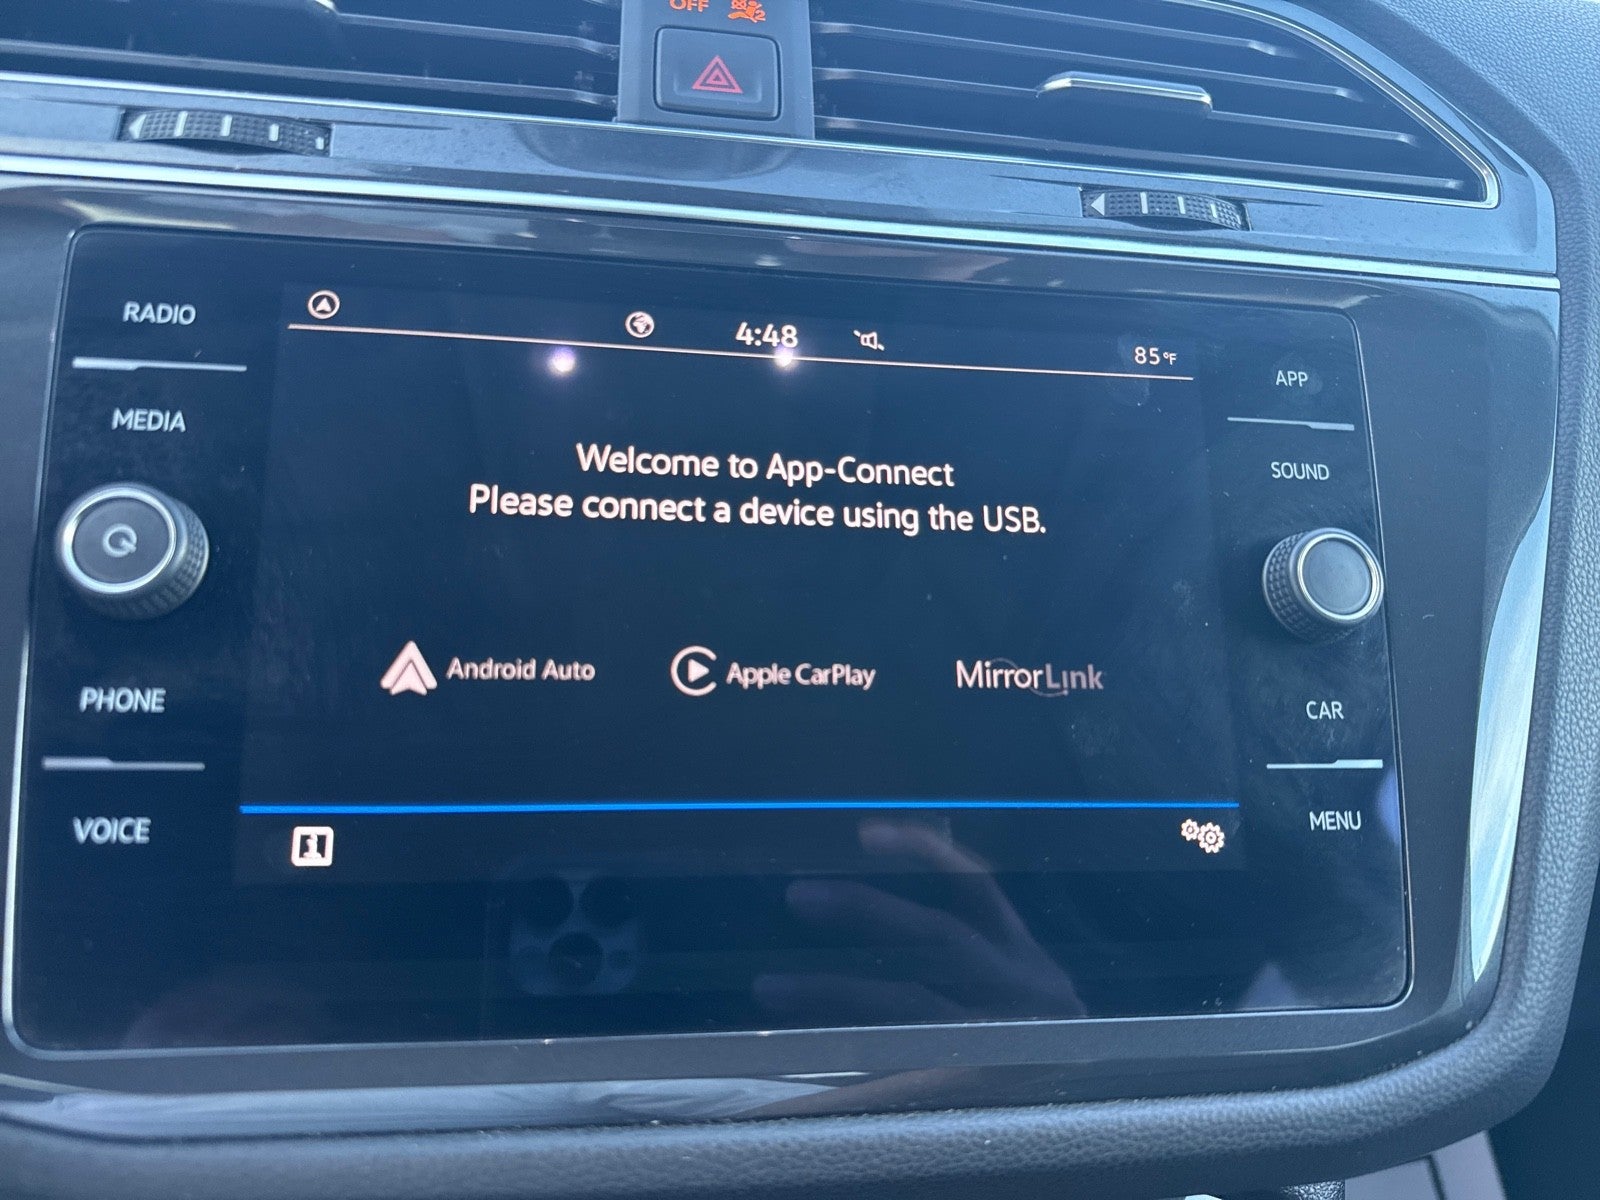 OFF
RADIO
4:48
85°F
APP
MEDIA
SOUND
Welcome to App-Connect
Please connect a device using the USB.
Android Auto
Apple CarPlay
MirrorLink
PHONE
CAR
VOICE
MENU